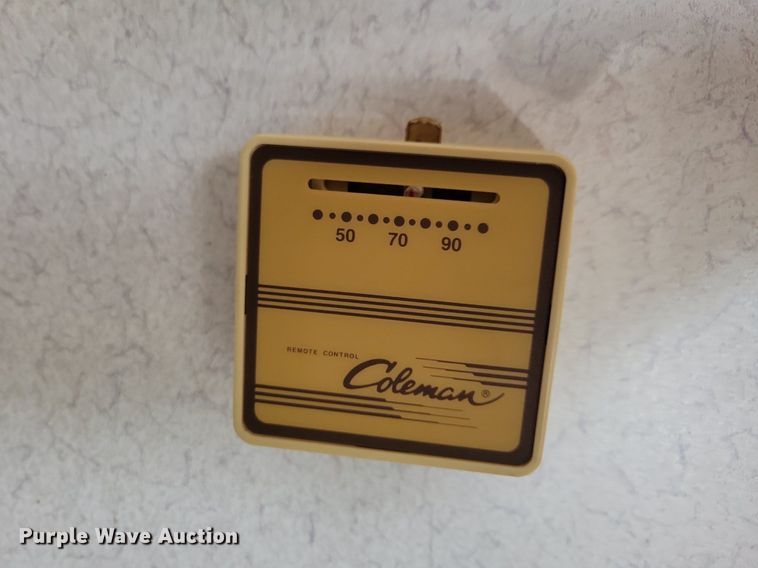 50 70 90
REMOTE CONTROL
Coleman®
Purple Wave Auction